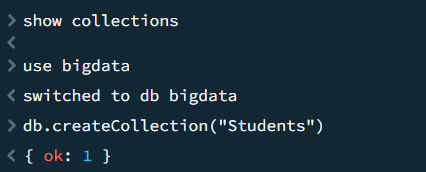 > show collections
<
> use bigdata
< switched to db bigdata
> db.createCollection("Students")
< { ok: 1 }